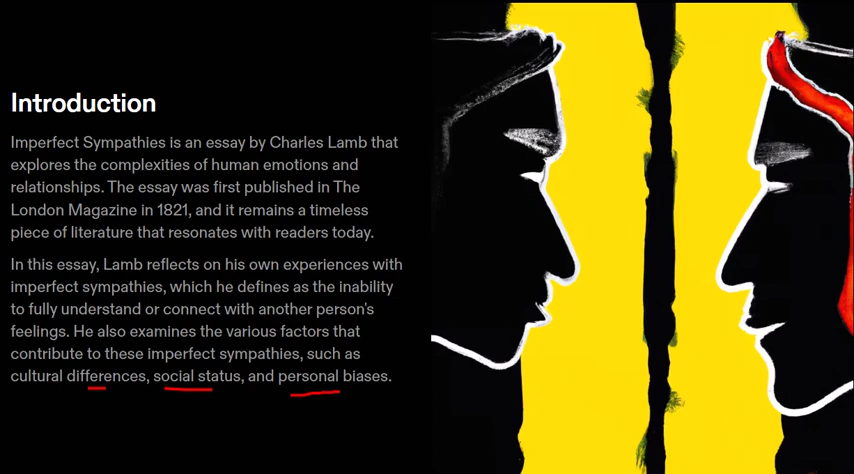 Introduction
Imperfect Sympathies is an essay by Charles Lamb that
explores the complexities of human emotions and
relationships. The essay was first published in The
London Magazine in 1821, and it remains a timeless
piece of literature that resonates with readers today.
In this essay, Lamb reflects on his own experiences with
imperfect sympathies, which he defines as the inability
to fully understand or connect with another person's
feelings. He also examines the various factors that
contribute to these imperfect sympathies, such as
cultural differences, social status, and personal biases.